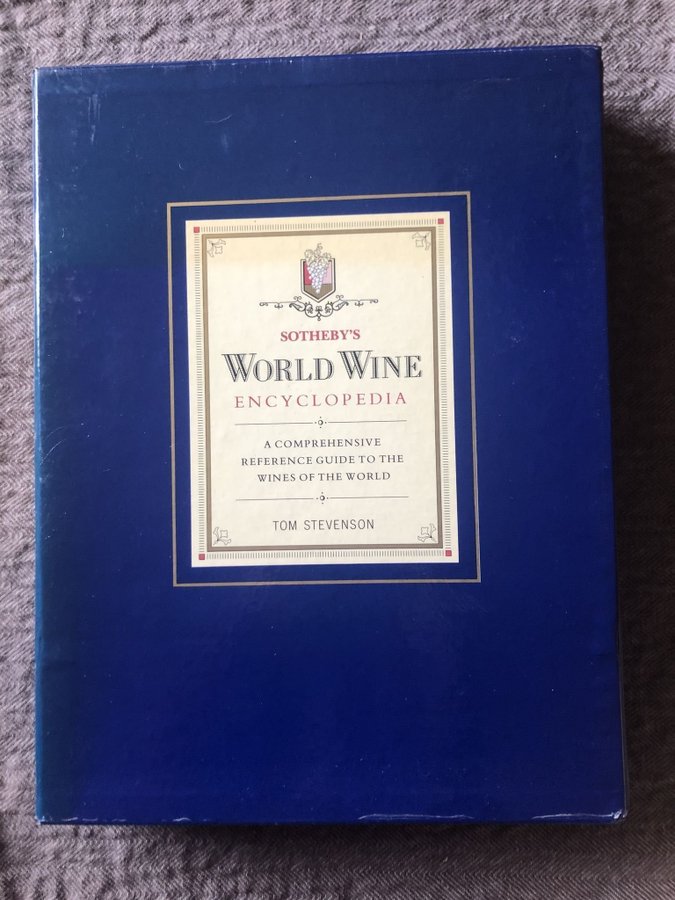 SOTHEBY'S
WORLD WINE
ENCYCLOPEDIA
A COMPREHENSIVE
REFERENCE GUIDE TO THE
WINES OF THE WORLD
TOM STEVENSON